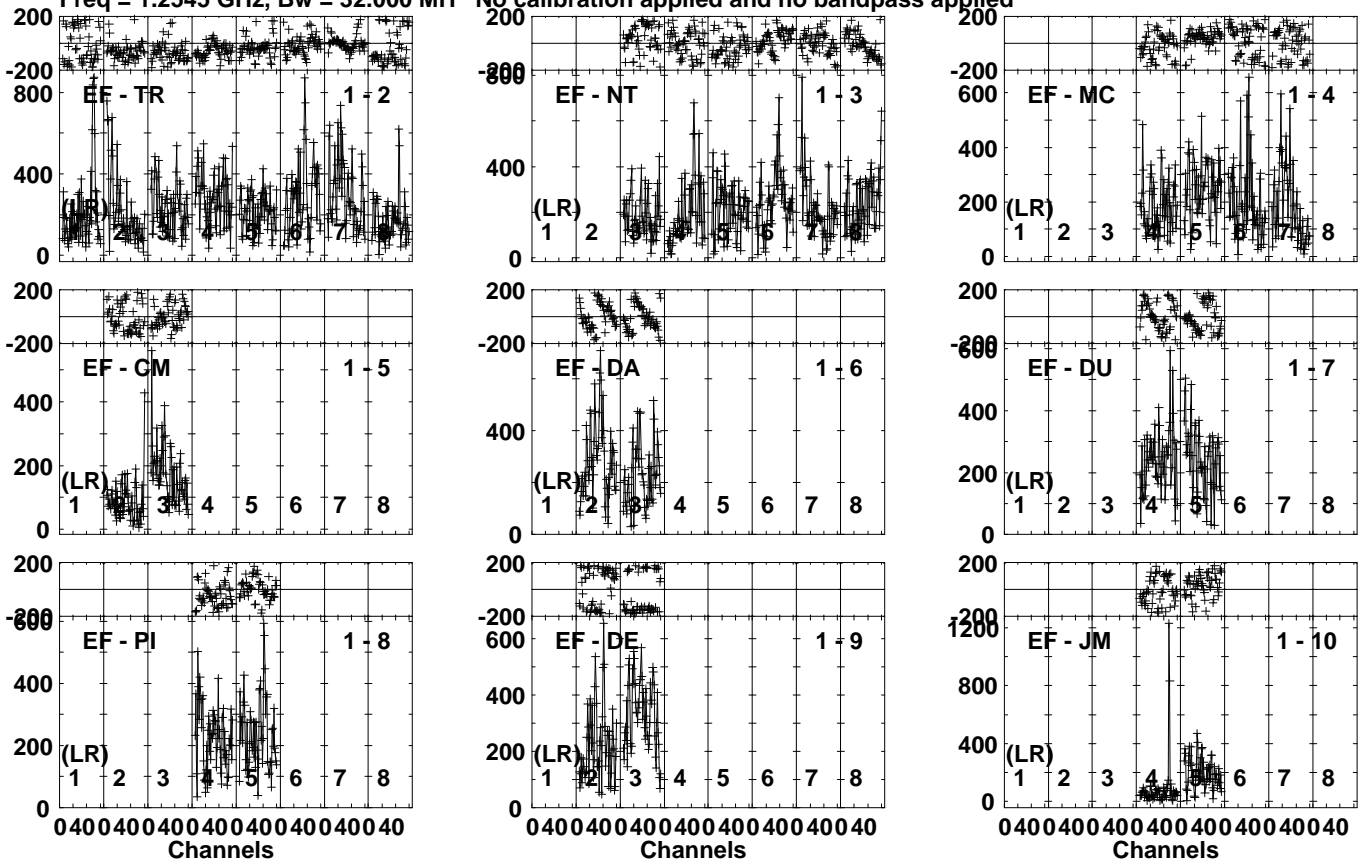 Freq = 1.2545 GHz, Bw = 32.000 MH No calibration applied and no bandpass applied
200 200 200
-200 -200 -200
800 600 600
EF - TR 1 - 2 EF - NT 1 - 3 EF - MC 1 - 4
400 400 400
200
(LR) (LR) (LR)
1 2 3 4 5 6 7 8 1 2 3 4 5 6 7 8 1 2 3 4 5 6 7 8
0 0 0
200 200 200
-200 -200 -200
600
EF - CM 1 - 5 EF - DA 1 - 6 EF - DU 1 - 7
400 400 400
200 200
(LR) (LR) (LR)
1 2 3 4 5 6 7 8 1 2 3 4 5 6 7 8 1 2 3 4 5 6 7 8
0 0 0
200 200 200
-200 -200 -200
600 600 1200
EF - PI 1 - 8 EF - DE 1 - 9 EF - JM 1 - 10
400 400 800
200 200 400
(LR) (LR) (LR)
1 2 3 4 5 6 7 8 1 2 3 4 5 6 7 8 1 2 3 4 5 6 7 8
0 0 0
0 40 0 40 0 40 0 40 0 40 0 40 0 40 0 40 0 40 0 40 0 40 0 40 0 40 0 40 0 40 0 40 0 40 0 40 0 40 0 40 0 40 0 40 0 40 0 40
Channels Channels Channels